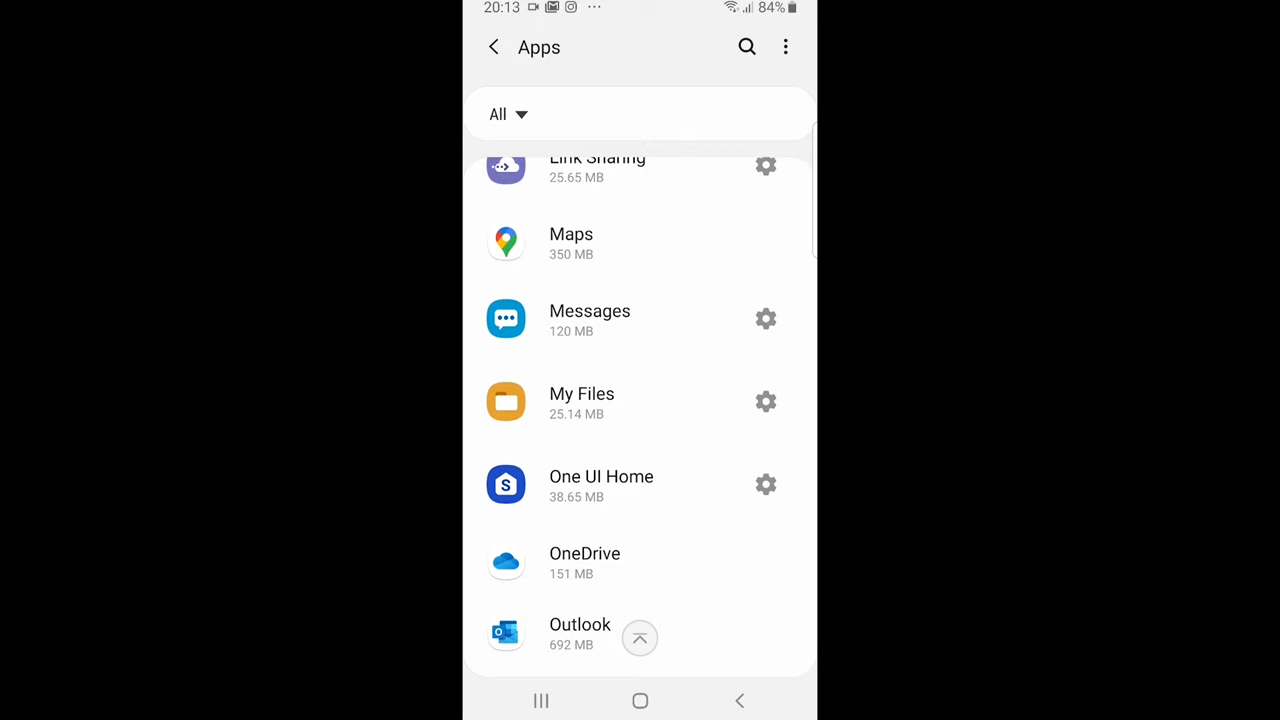 20:13
84%
Apps
All
Link Sharing
25.65 MB
Maps
350 MB
Messages
120 MB
My Files
25.14 MB
S
One UI Home
38.65 MB
OneDrive
151 MB
O
Outlook
692 MB